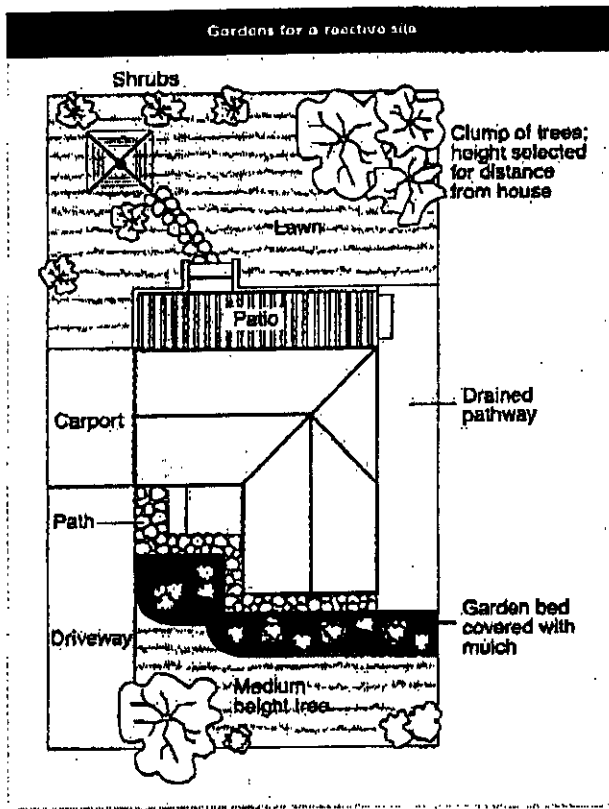 Gardens for a reactive site
Shrubs
Clump of trees;
height selected
for distance
from house
Lawn
Patio
Carport
Drained
pathway
Path
Garden bed
covered with
mulch
Driveway
Medium
height tree